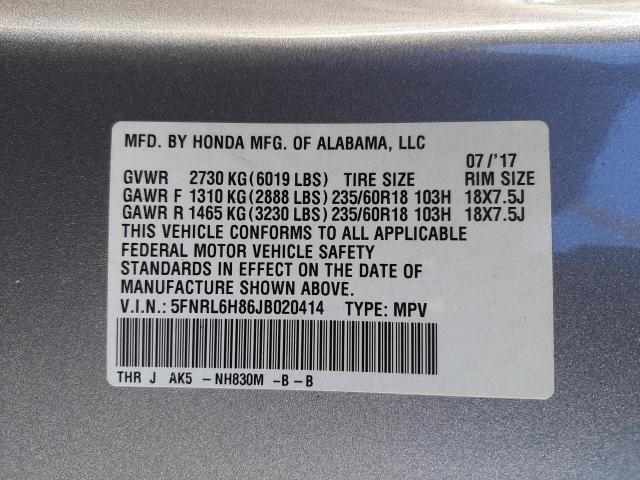 MFD. BY HONDA MFG. OF ALABAMA, LLC
07/'17
GVWR 2730 KG (6019 LBS) TIRE SIZE RIM SIZE
GAWR F 1310 KG (2888 LBS) 235/60R18 103H 18X7.5J
GAWR R 1465 KG (3230 LBS) 235/60R18 103H 18X7.5J
THIS VEHICLE CONFORMS TO ALL APPLICABLE
FEDERAL MOTOR VEHICLE SAFETY
STANDARDS IN EFFECT ON THE DATE OF
MANUFACTURE SHOWN ABOVE.
V.I.N.: 5FNRL6H86JB020414 TYPE: MPV
THR J AK5 -NH830M -B-B